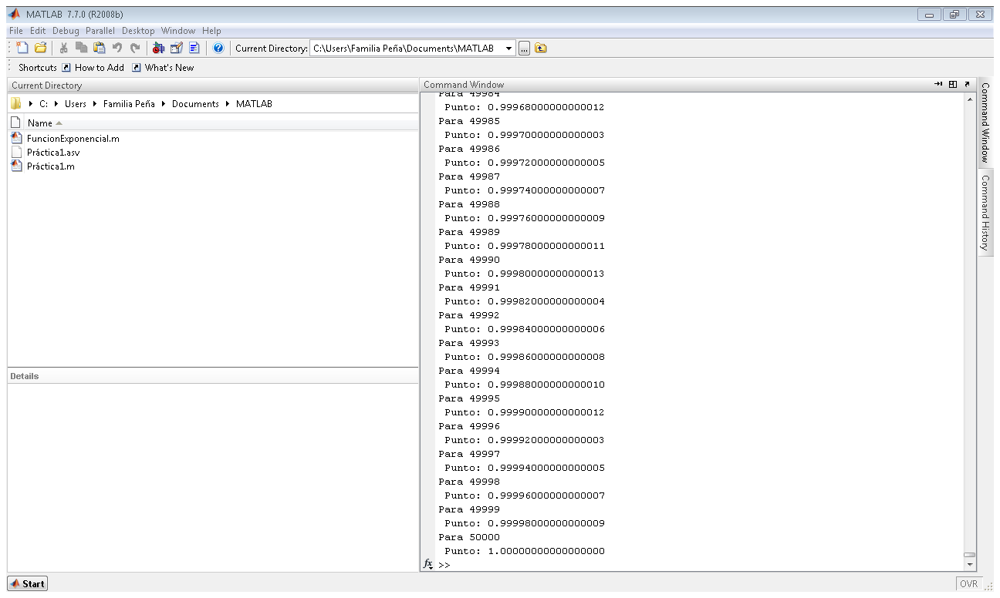 MATLAB 7.7.0 (R2008b)
File Edit Debug Parallel Desktop Window Help
Current Directory: C:\Users\Familia Peña\Documents\MATLAB ...
Shortcuts How to Add What's New
Current Directory
C: Users Familia Peña Documents MATLAB
Name
FuncionExponencial.m
Práctica1.asv
Práctica1.m
Details
Command Window
Para 49984
Punto: 0.99968000000000012
Para 49985
Punto: 0.99970000000000003
Para 49986
Punto: 0.99972000000000005
Para 49987
Punto: 0.99974000000000007
Para 49988
Punto: 0.99976000000000009
Para 49989
Punto: 0.99978000000000011
Para 49990
Punto: 0.99980000000000013
Para 49991
Punto: 0.99982000000000004
Para 49992
Punto: 0.99984000000000006
Para 49993
Punto: 0.99986000000000008
Para 49994
Punto: 0.99988000000000010
Para 49995
Punto: 0.99990000000000012
Para 49996
Punto: 0.99992000000000003
Para 49997
Punto: 0.99994000000000005
Para 49998
Punto: 0.99996000000000007
Para 49999
Punto: 0.99998000000000009
Para 50000
Punto: 1.00000000000000000
fx >>
Command Window
Command History
Start
OVR